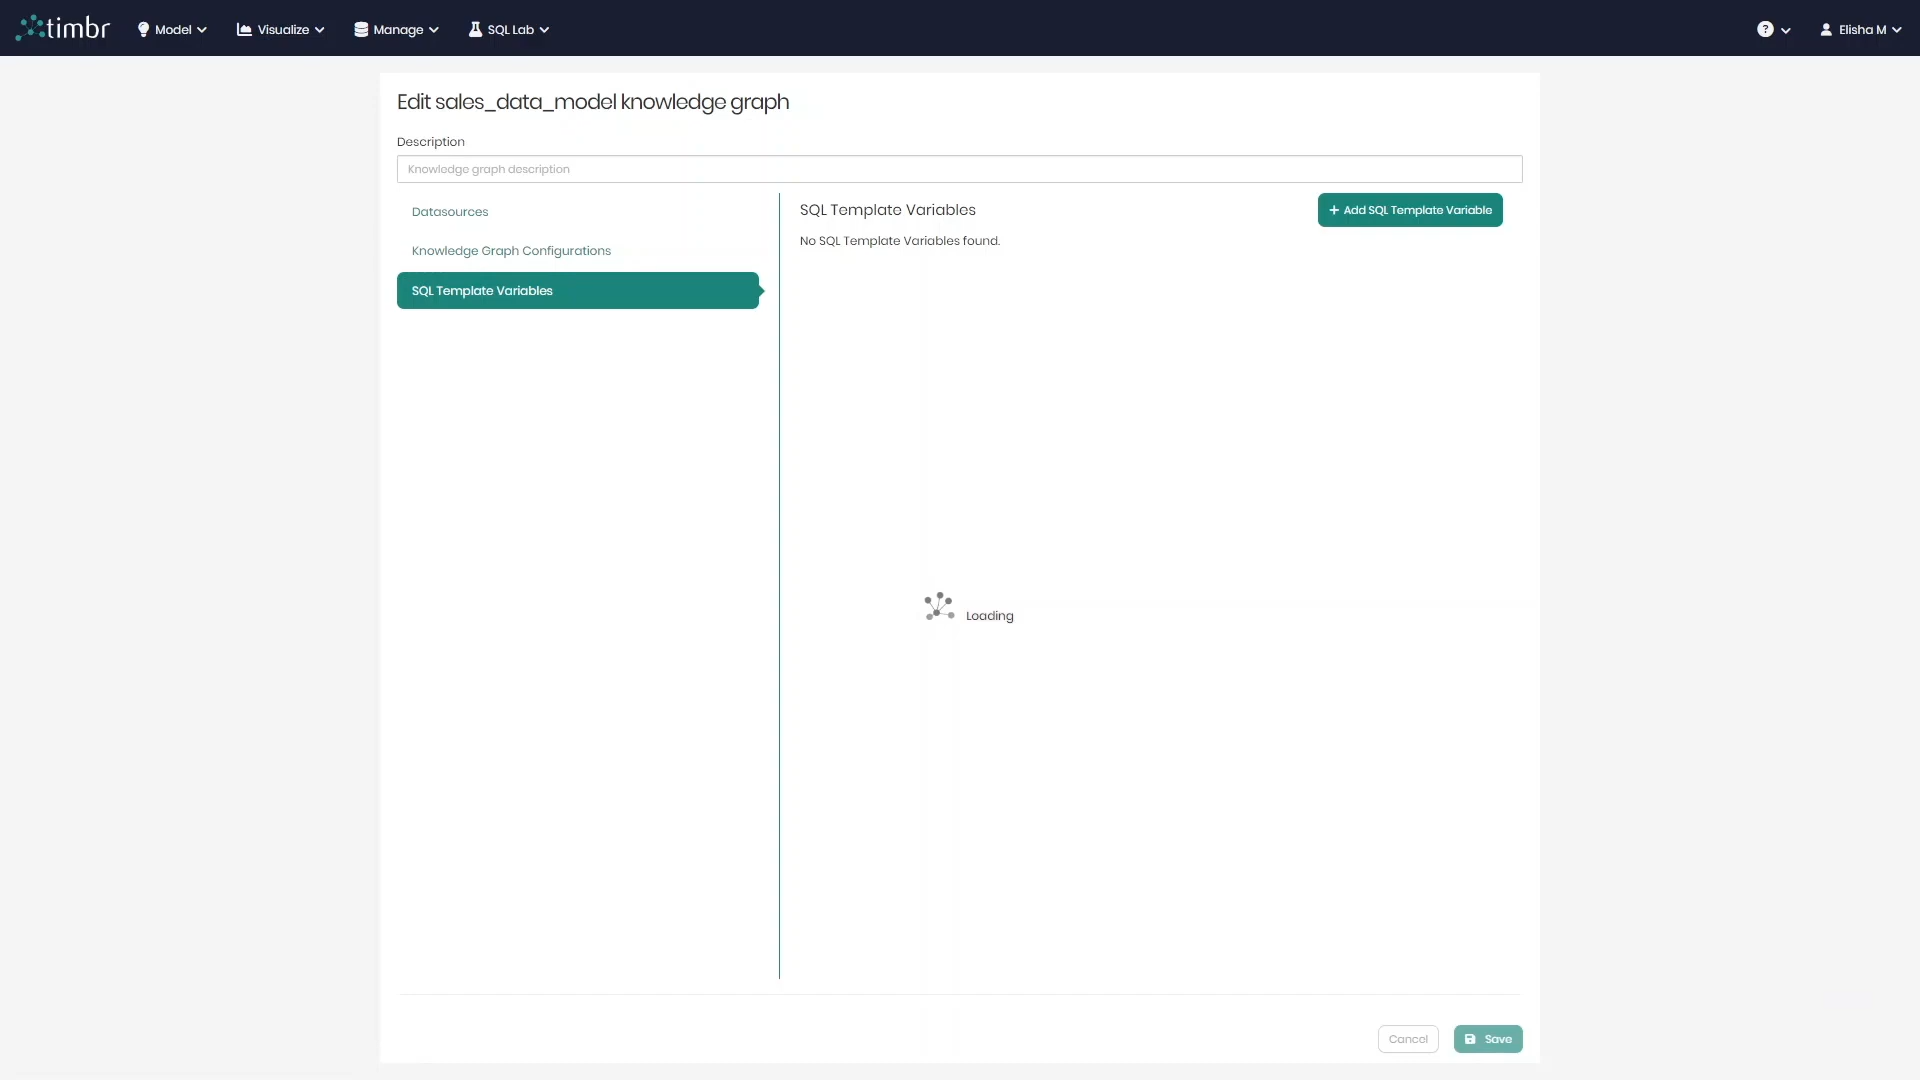 timbr
Model
Visualize
Manage
SQL Lab
?
Elisha M
Edit sales_data_model knowledge graph
Description
Knowledge graph description
Datasources
Knowledge Graph Configurations
SQL Template Variables
SQL Template Variables
+ Add SQL Template Variable
No SQL Template Variables found.
Loading
Cancel
Save